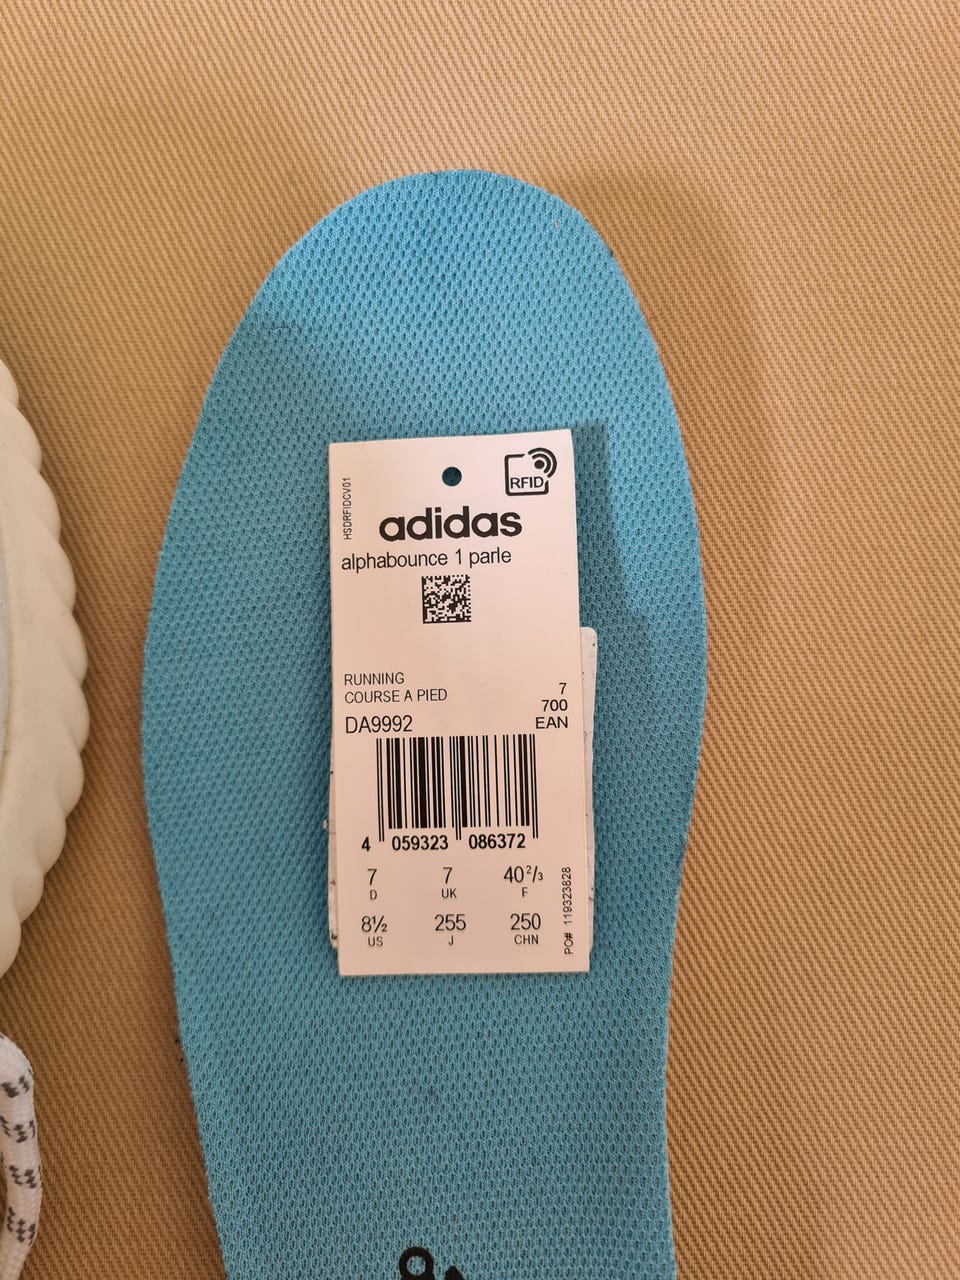 HSDRFIDCV01
RFID
adidas
alphabounce 1 parle
RUNNING
COURSE A PIED
7
700
DA9992
EAN
4 059323 086372
7 7 40²/₃
D UK F
8½ 255 250
US J CHN
PO# 119323828